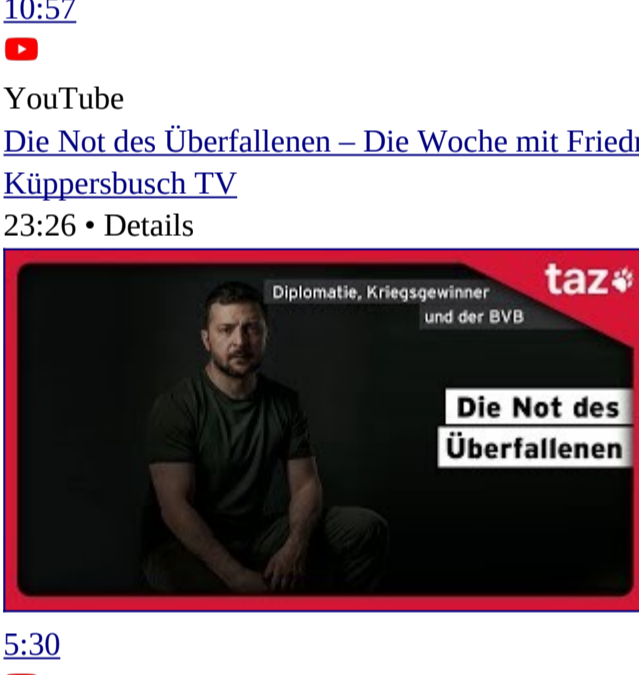 10:57
YouTube
Die Not des Überfallenen – Die Woche mit Friedr
Küppersbusch TV
23:26 • Details
taz
Diplomatie, Kriegsgewinner
und der BVB
Die Not des
Überfallenen
5:30